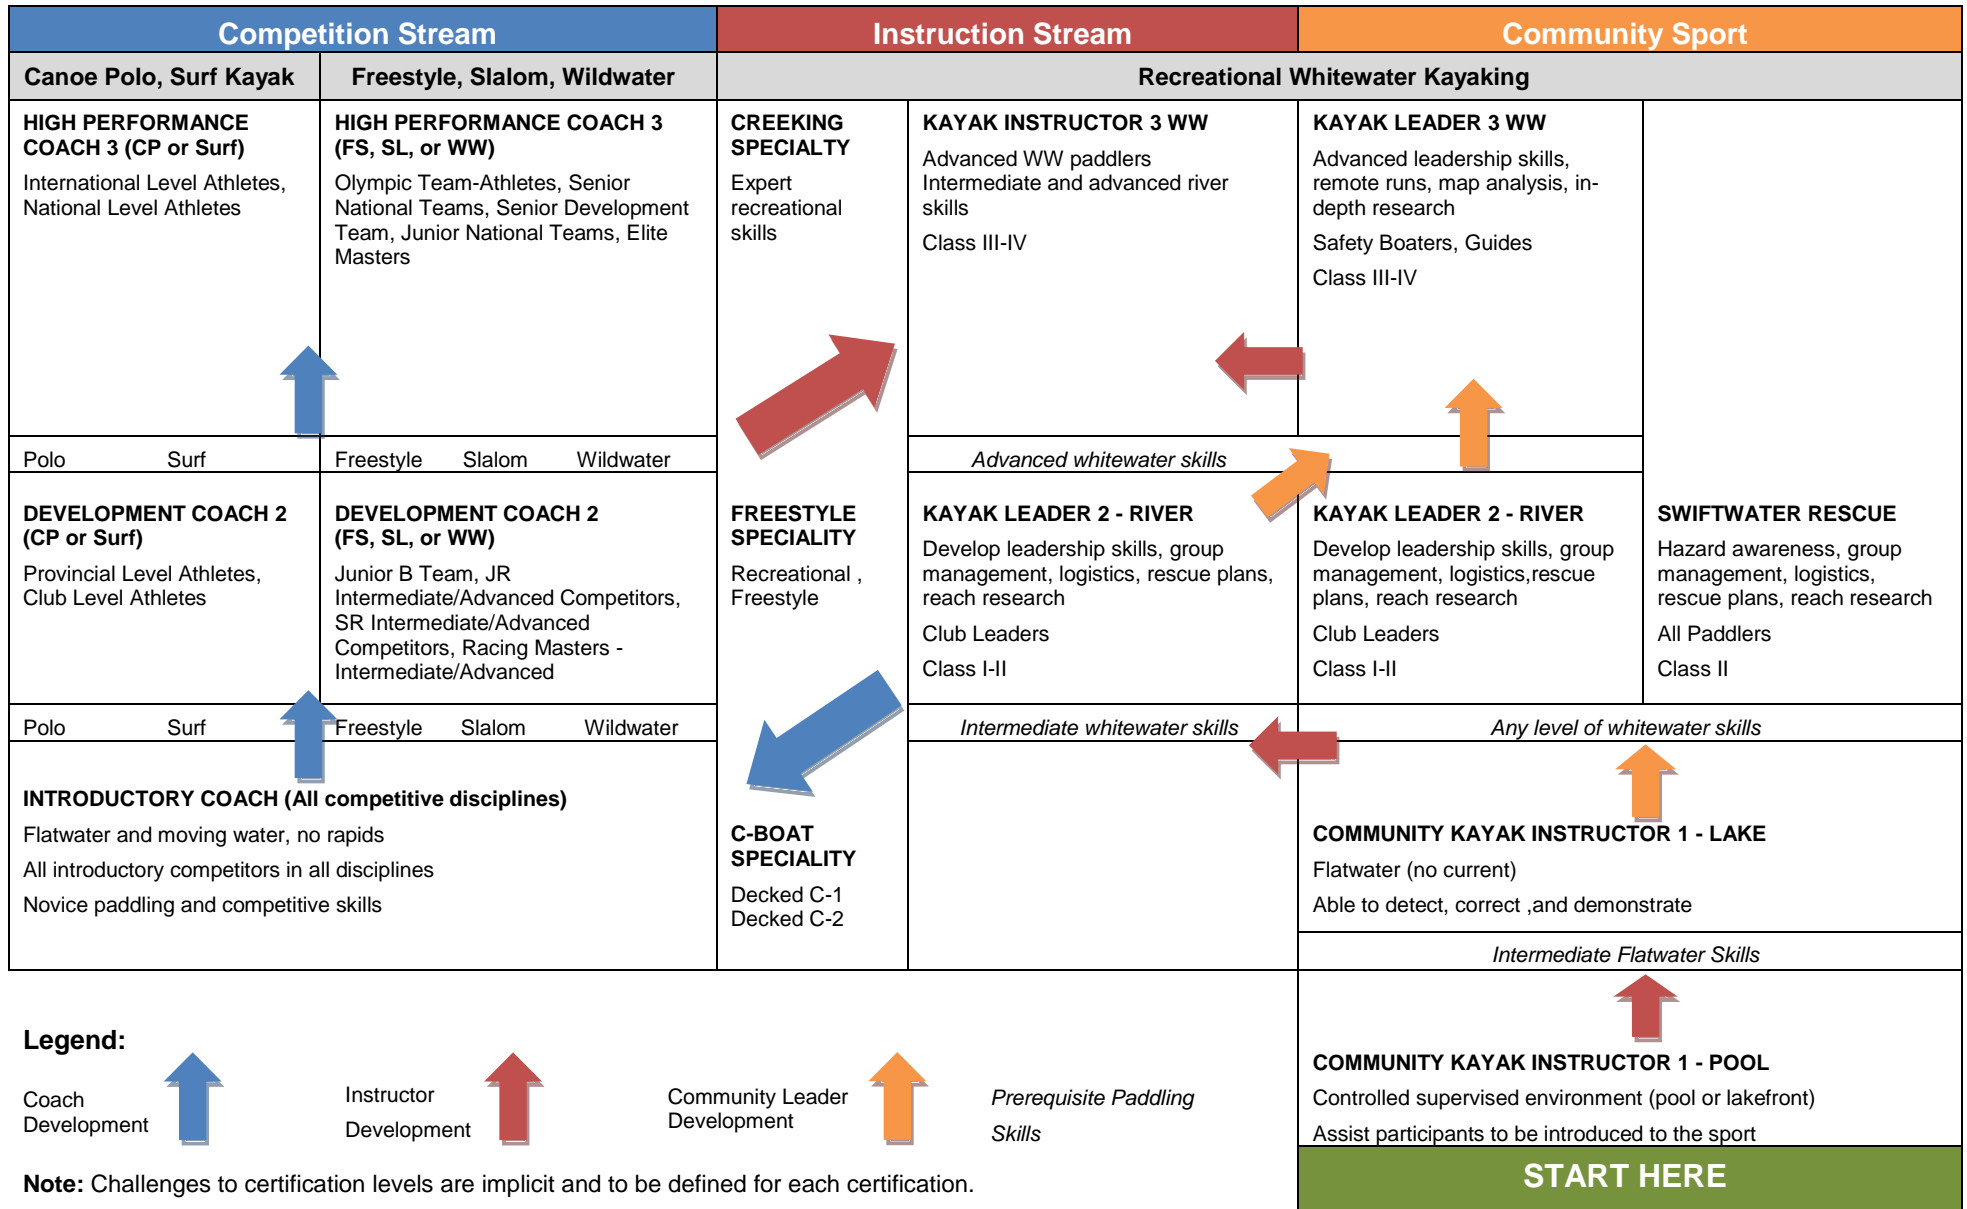 Competition Stream
Instruction Stream
Community Sport
Canoe Polo, Surf Kayak
Freestyle, Slalom, Wildwater
Recreational Whitewater Kayaking
HIGH PERFORMANCE
COACH 3 (CP or Surf)
International Level Athletes,
National Level Athletes
HIGH PERFORMANCE COACH 3
(FS, SL, or WW)
Olympic Team-Athletes, Senior
National Teams, Senior Development
Team, Junior National Teams, Elite
Masters
CREEKING
SPECIALTY
Expert
recreational
skills
KAYAK INSTRUCTOR 3 WW
Advanced WW paddlers
Intermediate and advanced river
skills
Class III-IV
KAYAK LEADER 3 WW
Advanced leadership skills,
remote runs, map analysis, in-
depth research
Safety Boaters, Guides
Class III-IV
Polo Surf
Freestyle Slalom Wildwater
Advanced whitewater skills
DEVELOPMENT COACH 2
(CP or Surf)
Provincial Level Athletes,
Club Level Athletes
DEVELOPMENT COACH 2
(FS, SL, or WW)
Junior B Team, JR
Intermediate/Advanced Competitors,
SR Intermediate/Advanced
Competitors, Racing Masters -
Intermediate/Advanced
FREESTYLE
SPECIALITY
Recreational ,
Freestyle
KAYAK LEADER 2 - RIVER
Develop leadership skills, group
management, logistics, rescue plans,
reach research
Club Leaders
Class I-II
KAYAK LEADER 2 - RIVER
Develop leadership skills, group
management, logistics,rescue
plans, reach research
Club Leaders
Class I-II
SWIFTWATER RESCUE
Hazard awareness, group
management, logistics,
rescue plans, reach research
All Paddlers
Class II
Polo Surf
Freestyle Slalom Wildwater
Intermediate whitewater skills
Any level of whitewater skills
INTRODUCTORY COACH (All competitive disciplines)
Flatwater and moving water, no rapids
All introductory competitors in all disciplines
Novice paddling and competitive skills
C-BOAT
SPECIALITY
Decked C-1
Decked C-2
COMMUNITY KAYAK INSTRUCTOR 1 - LAKE
Flatwater (no current)
Able to detect, correct ,and demonstrate
Intermediate Flatwater Skills
COMMUNITY KAYAK INSTRUCTOR 1 - POOL
Controlled supervised environment (pool or lakefront)
Assist participants to be introduced to the sport
START HERE
Legend:
Coach
Development
Instructor
Development
Community Leader
Development
Prerequisite Paddling
Skills
Note: Challenges to certification levels are implicit and to be defined for each certification.